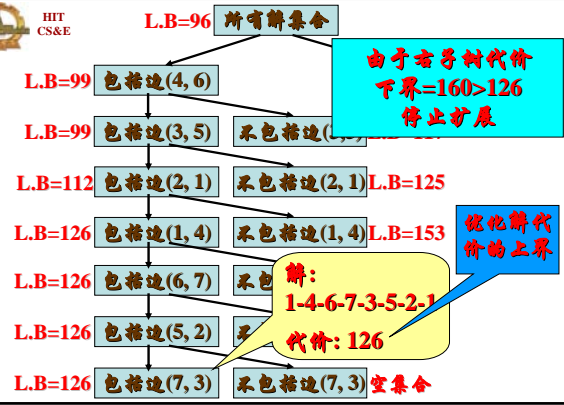 HIT
CS&E
L.B=96 所有解集合
由于右子树代价
下界=160>126
停止扩展
L.B=99 包括边(4, 6)
L.B=99 包括边(3, 5) 不包括边
L.B=112 包括边(2, 1) 不包括边(2, 1) L.B=125
L.B=126 包括边(1, 4) 不包括边(1, 4) L.B=153
优化解代
价的上界
L.B=126 包括边(6, 7) 不包
解:
1-4-6-7-3-5-2-1
代价: 126
L.B=126 包括边(5, 2) 不
L.B=126 包括边(7, 3) 不包括边(7, 3) 空集合